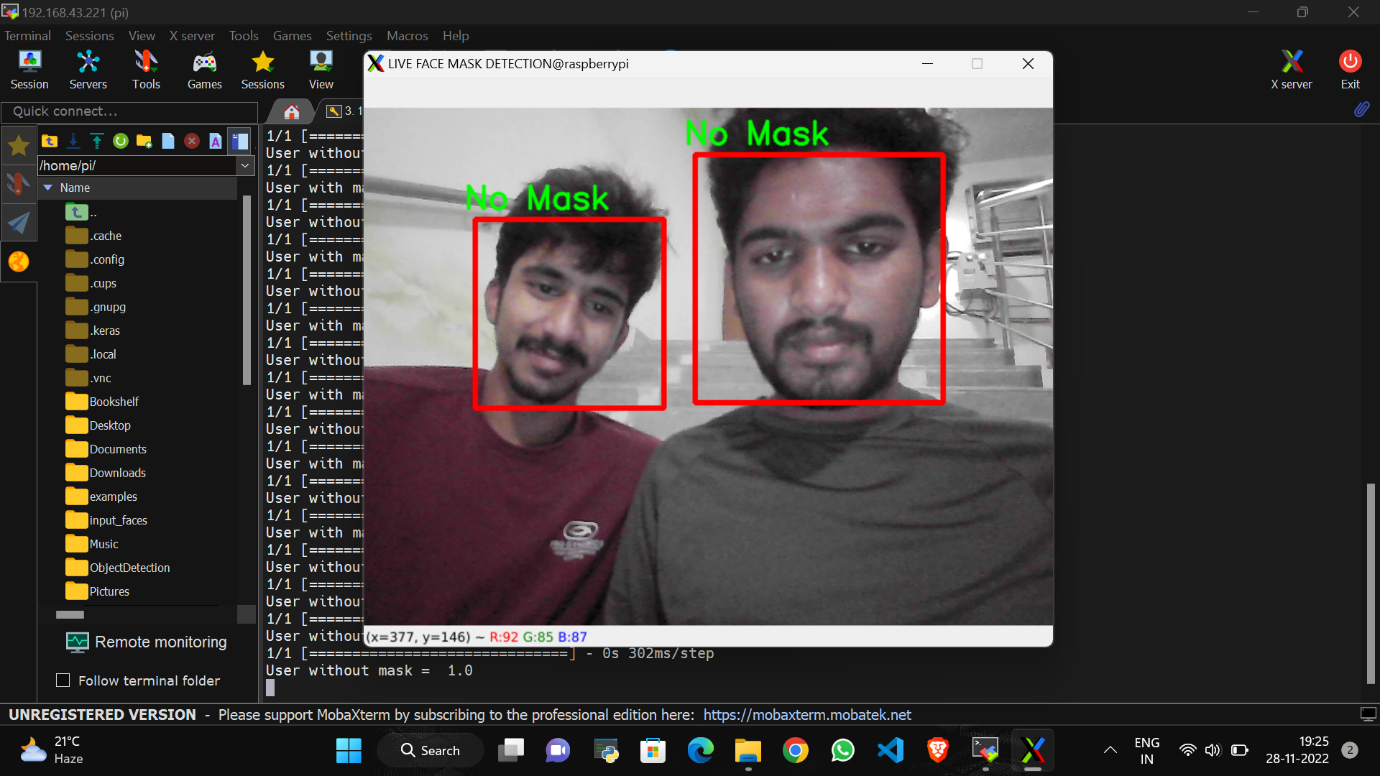 192.168.43.221 (pi)
Terminal Sessions View X server Tools Games Settings Macros Help
Session Servers Tools Games Sessions View X server Exit
LIVE FACE MASK DETECTION@raspberrypi
Quick connect...
3. 1
/home/pi/
Name
..
.cache
.config
.cups
.gnupg
.keras
.local
.vnc
Bookshelf
Desktop
Documents
Downloads
examples
input_faces
Music
ObjectDetection
Pictures
Remote monitoring
Follow terminal folder
1/1 [=======
User without
1/1 [=======
User with ma
1/1 [=======
User without
1/1 [=======
User with ma
1/1 [=======
User without
1/1 [=======
User with ma
1/1 [=======
User without
1/1 [=======
User with ma
1/1 [=======
User without
1/1 [=======
User with ma
1/1 [=======
User without
1/1 [=======
User with ma
1/1 [=======
User without
1/1 [=======
User without
1/1 [=======
User without
1/1 [==============================] - 0s 302ms/step
User without mask =  1.0
No Mask
No Mask
(x=377, y=146) ~ R:92 G:85 B:87
UNREGISTERED VERSION - Please support MobaXterm by subscribing to the professional edition here: https://mobaxterm.mobatek.net
21°C
Haze
Search
ENG
IN
19:25
28-11-2022
2